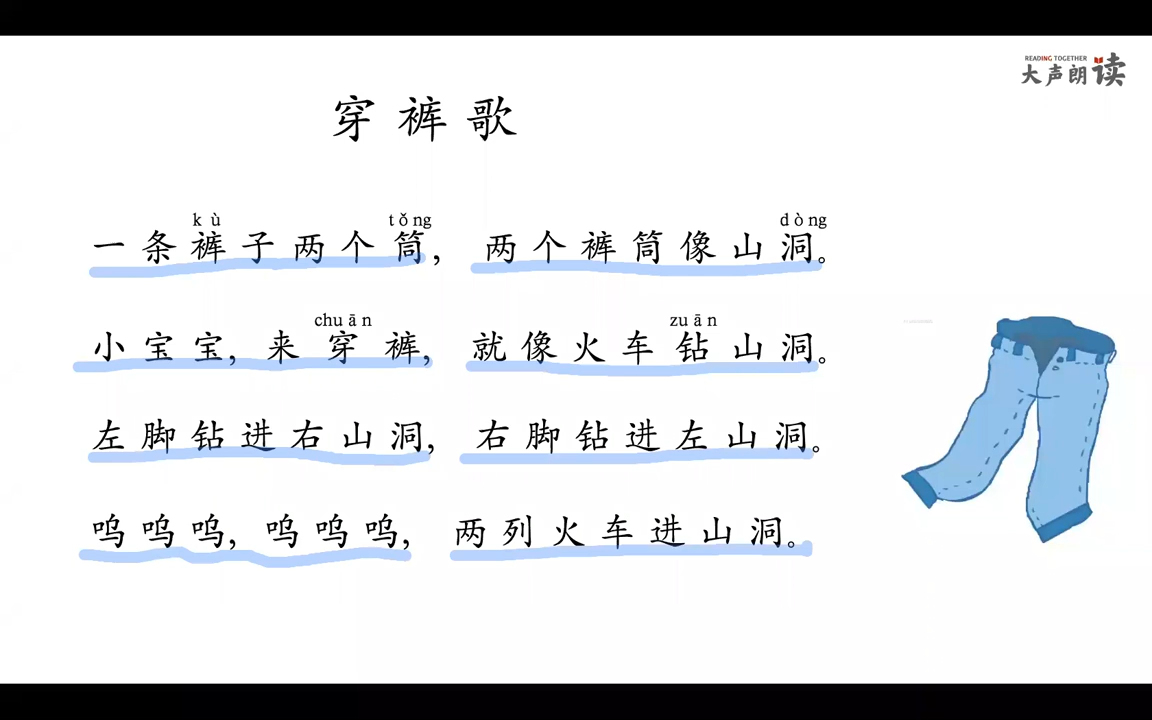 READING TOGETHER
大声朗读
穿裤歌
kù tǒng dòng
一条裤子两个筒，两个裤筒像山洞。
chuān zuān
小宝宝，来穿裤，就像火车钻山洞。
左脚钻进右山洞，右脚钻进左山洞。
呜呜呜，呜呜呜，两列火车进山洞。